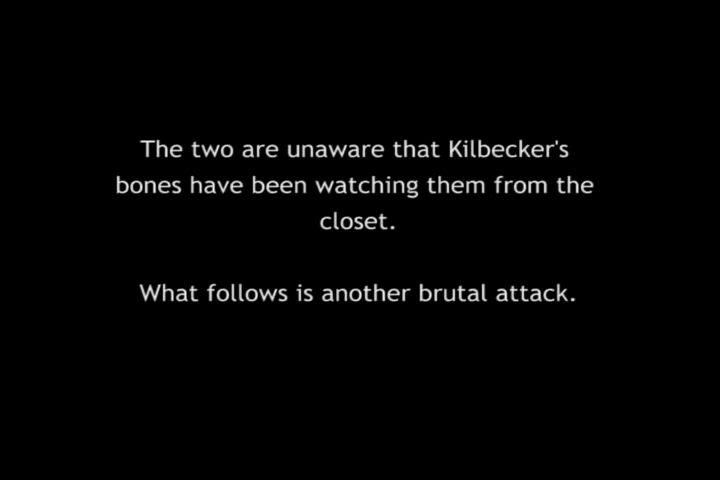 The two are unaware that Kilbecker's
bones have been watching them from the
closet.
What follows is another brutal attack.